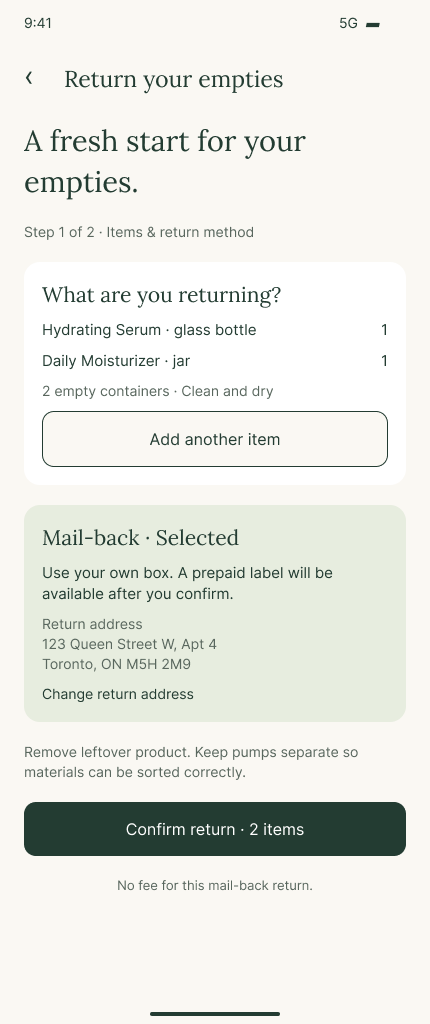 9:41
5G
‹ Return your empties
A fresh start for your
empties.
Step 1 of 2 · Items & return method
What are you returning?
Hydrating Serum · glass bottle 1
Daily Moisturizer · jar 1
2 empty containers · Clean and dry
Add another item
Mail-back · Selected
Use your own box. A prepaid label will be
available after you confirm.
Return address
123 Queen Street W, Apt 4
Toronto, ON M5H 2M9
Change return address
Remove leftover product. Keep pumps separate so
materials can be sorted correctly.
Confirm return · 2 items
No fee for this mail-back return.